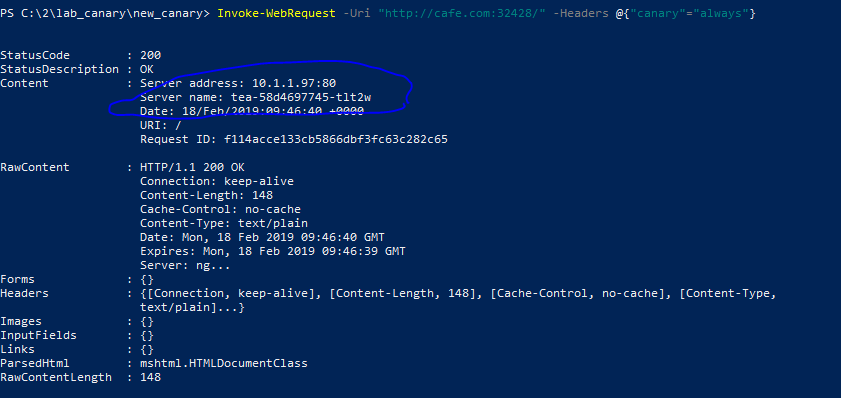 PS C:\2\lab_canary\new_canary> Invoke-WebRequest -Uri "http://cafe.com:32428/" -Headers @{"canary"="always"}
StatusCode : 200
StatusDescription : OK
Content : Server address: 10.1.1.97:80
Server name: tea-58d4697745-tlt2w
Date: 18/Feb/2019:09:46:40 +0000
URI: /
Request ID: f114acce133cb5866dbf3fc63c282c65
RawContent : HTTP/1.1 200 OK
Connection: keep-alive
Content-Length: 148
Cache-Control: no-cache
Content-Type: text/plain
Date: Mon, 18 Feb 2019 09:46:40 GMT
Expires: Mon, 18 Feb 2019 09:46:39 GMT
Server: ng...
Forms : {}
Headers : {[Connection, keep-alive], [Content-Length, 148], [Cache-Control, no-cache], [Content-Type,
text/plain]...}
Images : {}
InputFields : {}
Links : {}
ParsedHtml : mshtml.HTMLDocumentClass
RawContentLength : 148